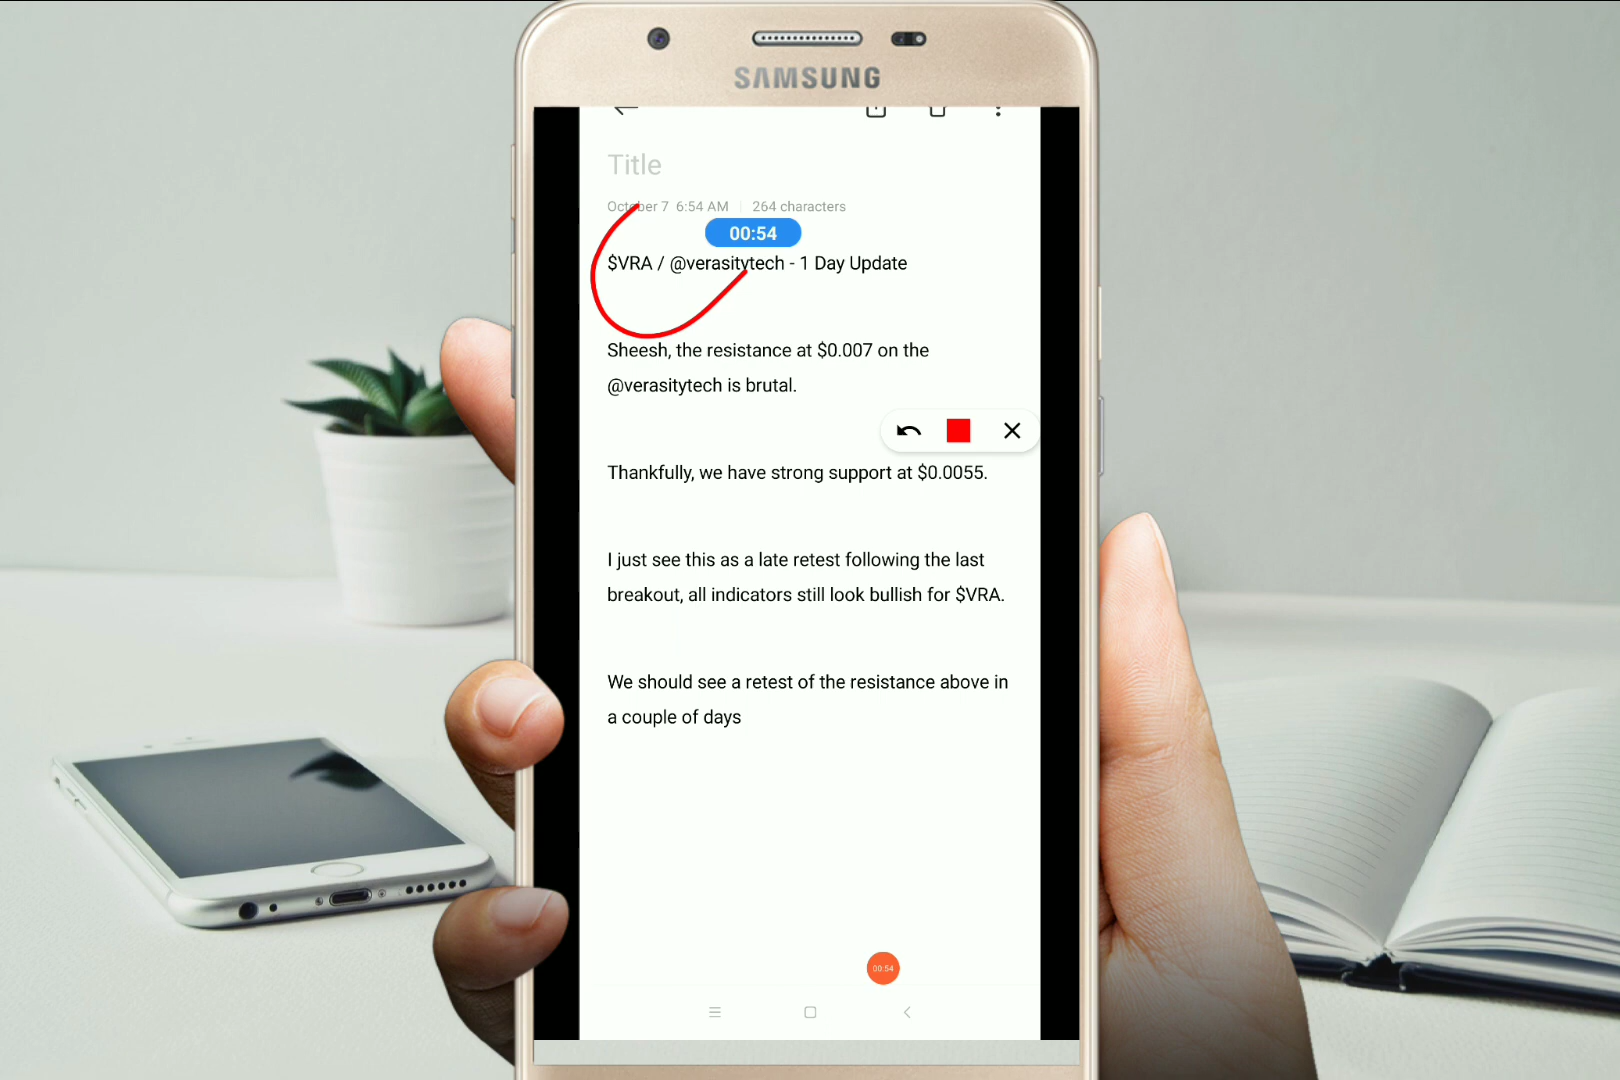 SAMSUNG
Title
October 7 6:54 AM 264 characters
00:54
$VRA / @verasitytech - 1 Day Update
Sheesh, the resistance at $0.007 on the
@verasitytech is brutal.
Thankfully, we have strong support at $0.0055.
I just see this as a late retest following the last
breakout, all indicators still look bullish for $VRA.
We should see a retest of the resistance above in
a couple of days
00:54